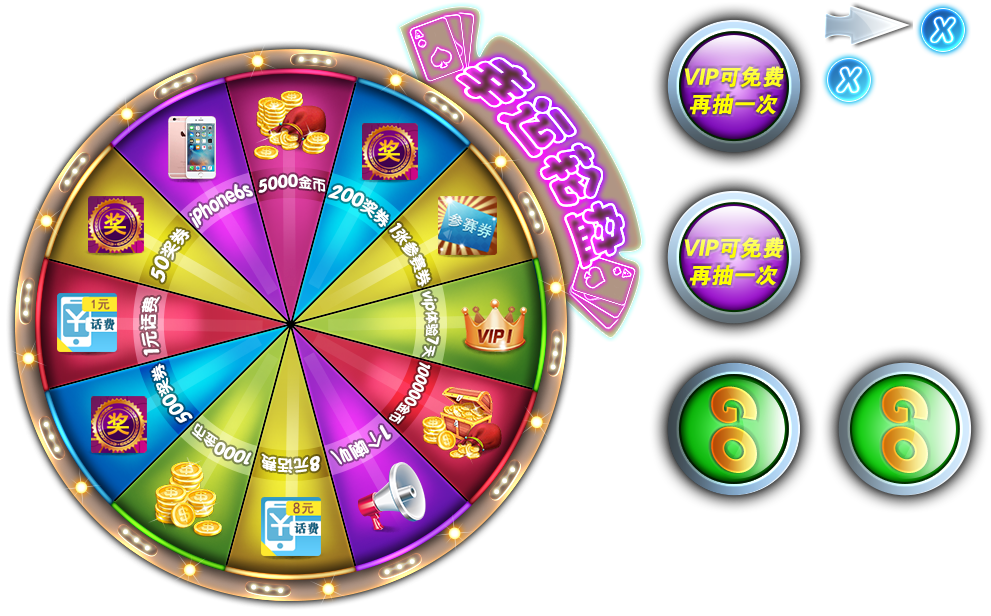 幸运轮盘
5000金币
200奖券
奖
1张参赛券
参赛券
vip体验7天
VIP1
100000金币
1个喇叭
8元话费
8元
话费
1000金币
500奖券
奖
1元话费
1元
话费
50奖券
奖
iPhone6s
VIP可免费
再抽一次
VIP可免费
再抽一次
GO
GO
X
X